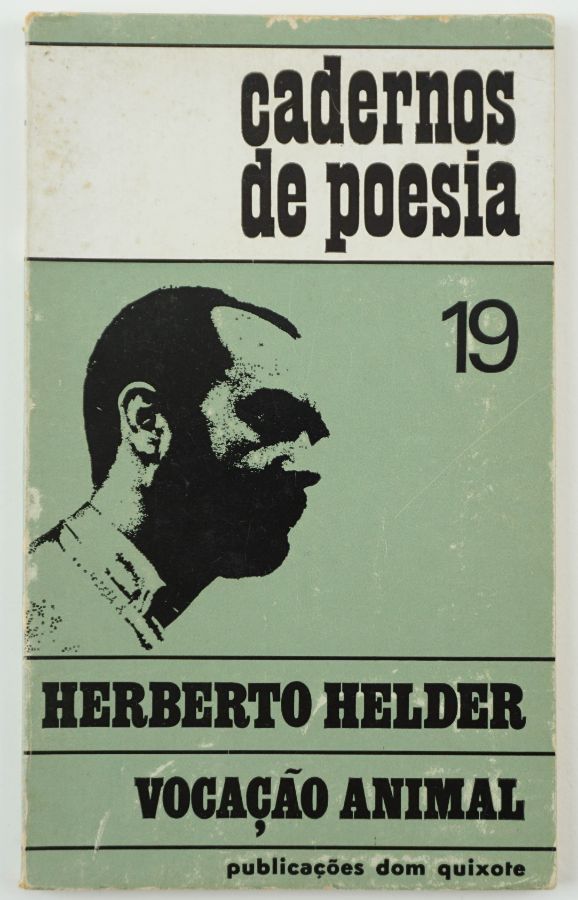 cadernos
de poesia
19
HERBERTO HELDER
VOCAÇÃO ANIMAL
publicações dom quixote